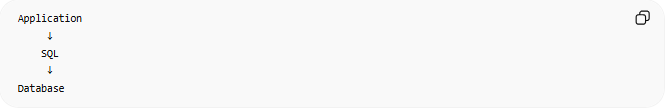 Application
↓
SQL
↓
Database